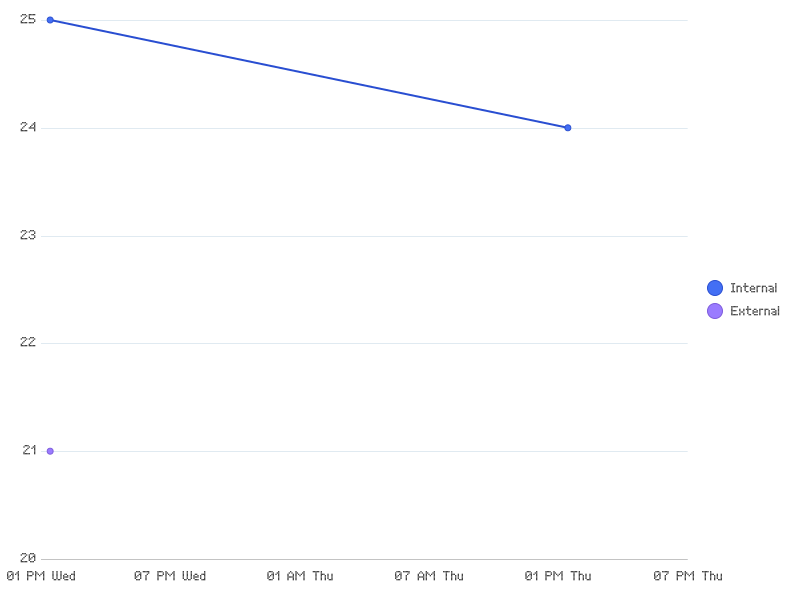 25
24
23
22
21
20
01 PM Wed
07 PM Wed
01 AM Thu
07 AM Thu
01 PM Thu
07 PM Thu
Internal
External